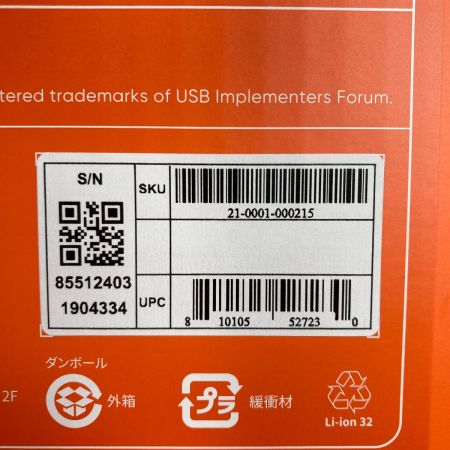 tered trademarks of USB Implementers Forum.
S/N
85512403
1904334
SKU
21-0001-000215
UPC
8 10105 52723 0
2F
ダンボール
外箱
プラ
緩衝材
Li-ion 32